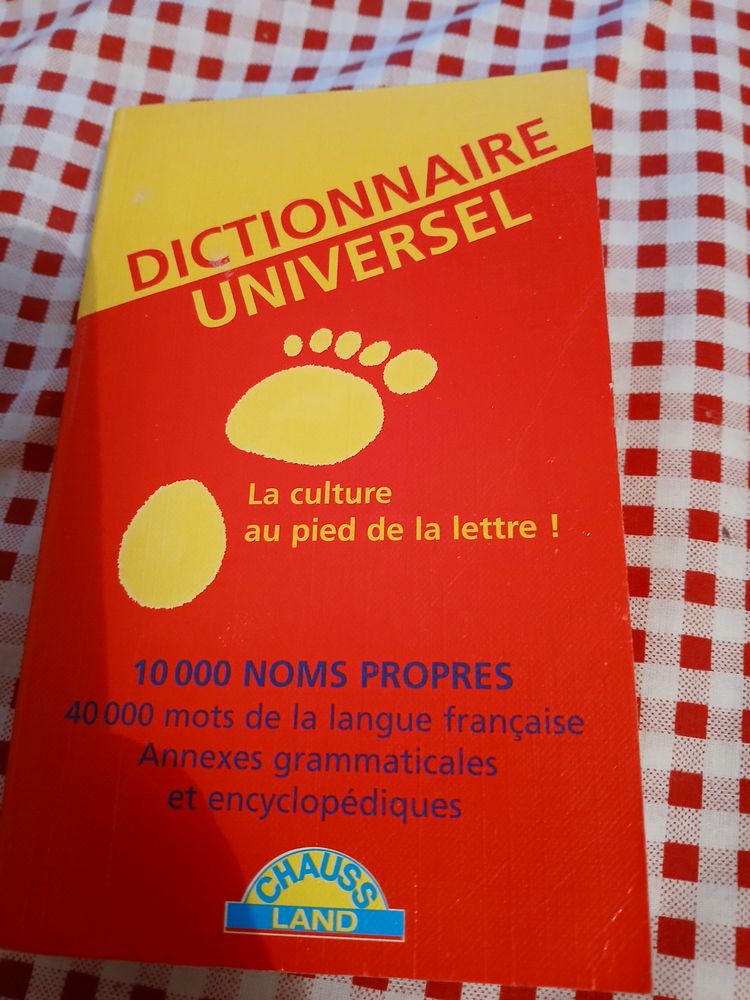 DICTIONNAIRE
UNIVERSEL
La culture
au pied de la lettre !
10 000 NOMS PROPRES
40 000 mots de la langue française
Annexes grammaticales
et encyclopédiques
CHAUSS
LAND